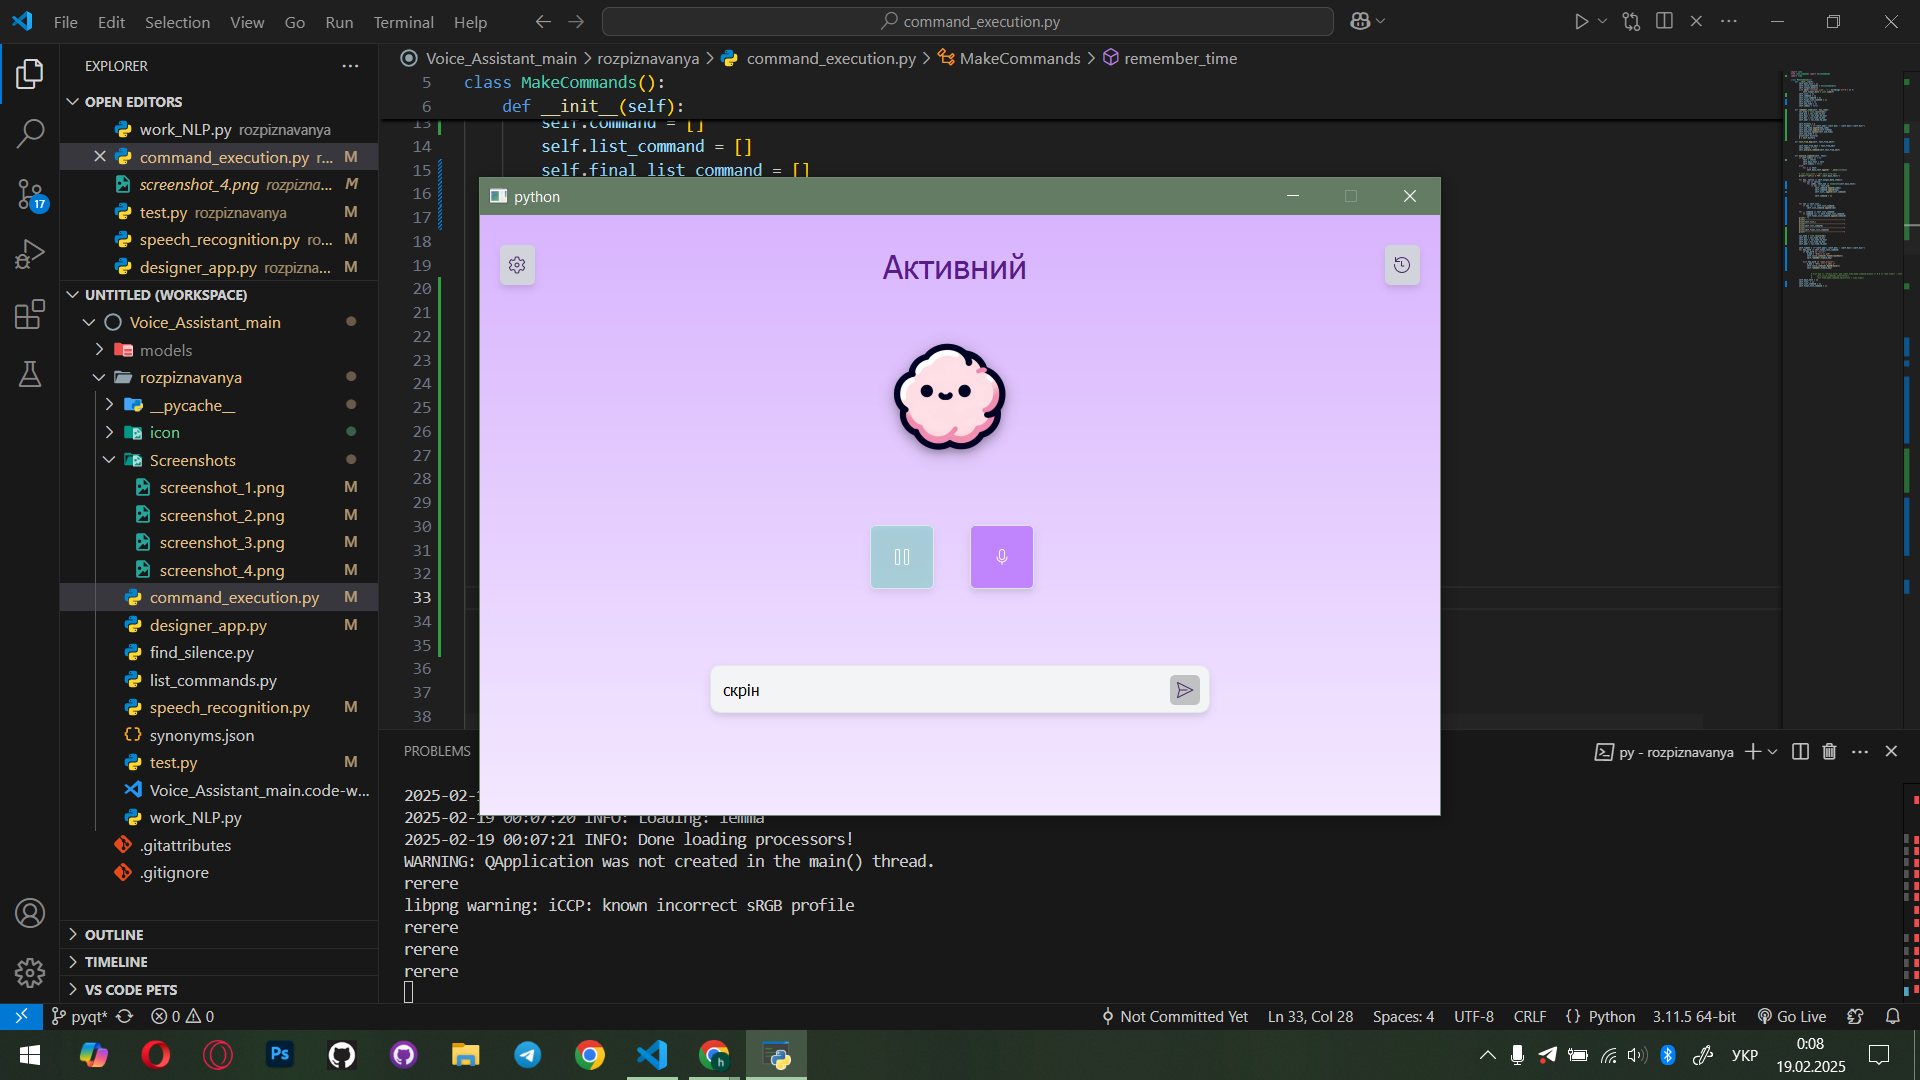 File Edit Selection View Go Run Terminal Help
command_execution.py
EXPLORER
OPEN EDITORS
work_NLP.py rozpiznavanya
command_execution.py r... M
screenshot_4.png rozpizna... M
test.py rozpiznavanya M
speech_recognition.py ro... M
designer_app.py rozpizna... M
UNTITLED (WORKSPACE)
Voice_Assistant_main
models
rozpiznavanya
__pycache__
icon
Screenshots
screenshot_1.png M
screenshot_2.png M
screenshot_3.png M
screenshot_4.png M
command_execution.py M
designer_app.py M
find_silence.py
list_commands.py
speech_recognition.py M
synonyms.json
test.py M
Voice_Assistant_main.code-w...
work_NLP.py
.gitattributes
.gitignore
OUTLINE
TIMELINE
VS CODE PETS
17
Voice_Assistant_main > rozpiznavanya > command_execution.py > MakeCommands > remember_time
5 class MakeCommands():
6 def __init__(self):
13 self.command = []
14 self.list_command = []
15 self.final_list_command = []
16
17
18
19
20
21
22
23
24
25
26
27
28
29
30
31
32
33
34
35
36
37
38
python
Активний
скрін
PROBLEMS
py - rozpiznavanya
2025-02-1
2025-02-19 00:07:20 INFO: Loading: lemma
2025-02-19 00:07:21 INFO: Done loading processors!
WARNING: QApplication was not created in the main() thread.
rerere
libpng warning: iCCP: known incorrect sRGB profile
rerere
rerere
rerere
pyqt* 0 0
Not Committed Yet Ln 33, Col 28 Spaces: 4 UTF-8 CRLF {} Python 3.11.5 64-bit Go Live
Ps
h
УКР
0:08
19.02.2025